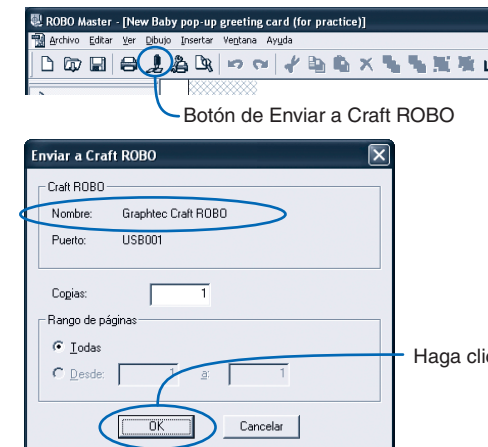 ROBO Master - [New Baby pop-up greeting card (for practice)]
Archivo Editar Ver Dibujo Insertar Ventana Ayuda
Botón de Enviar a Craft ROBO
Enviar a Craft ROBO
Craft ROBO
Nombre: Graphtec Craft ROBO
Puerto: USB001
Copias: 1
Rango de páginas
Todas
Desde: 1 a: 1
Haga
OK Cancelar